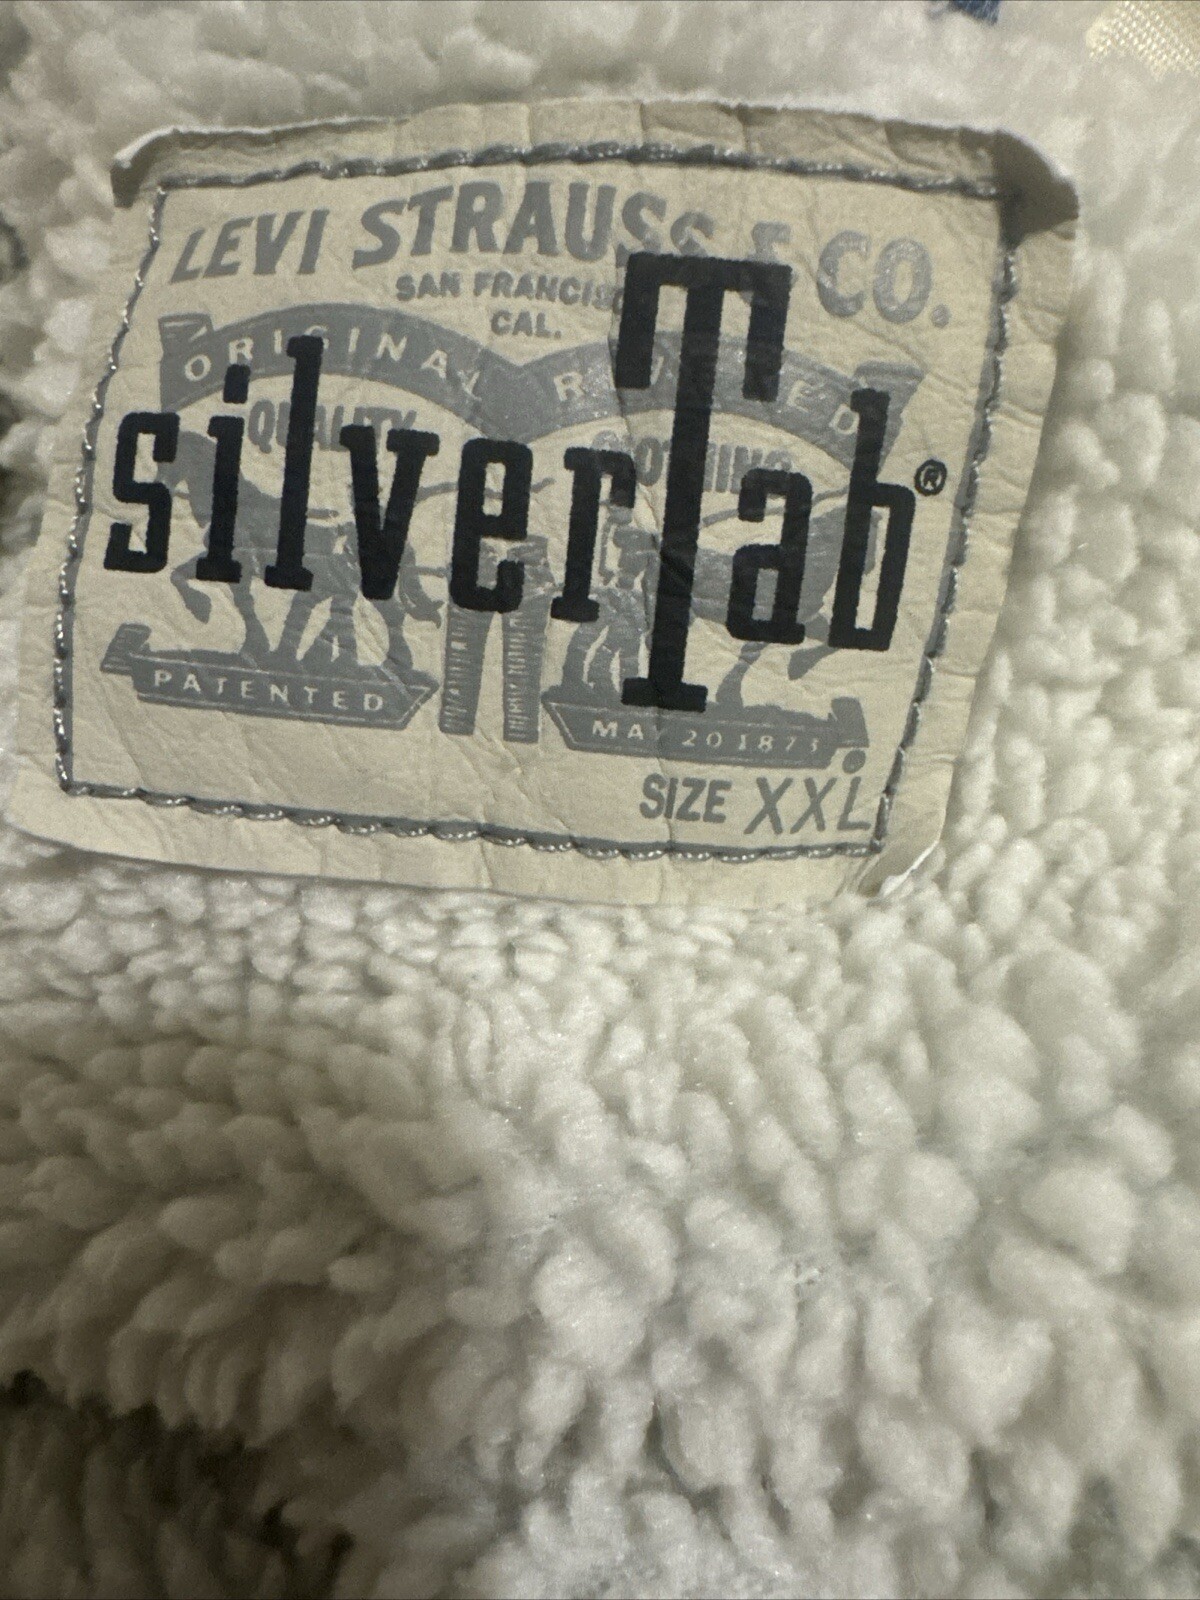 LEVI STRAUSS & CO.
SAN FRANCISCO
CAL.
ORIGINAL RIVETED
QUALITY CLOTHING
silverTab®
PATENTED
MAY 20 1873
SIZE XXL